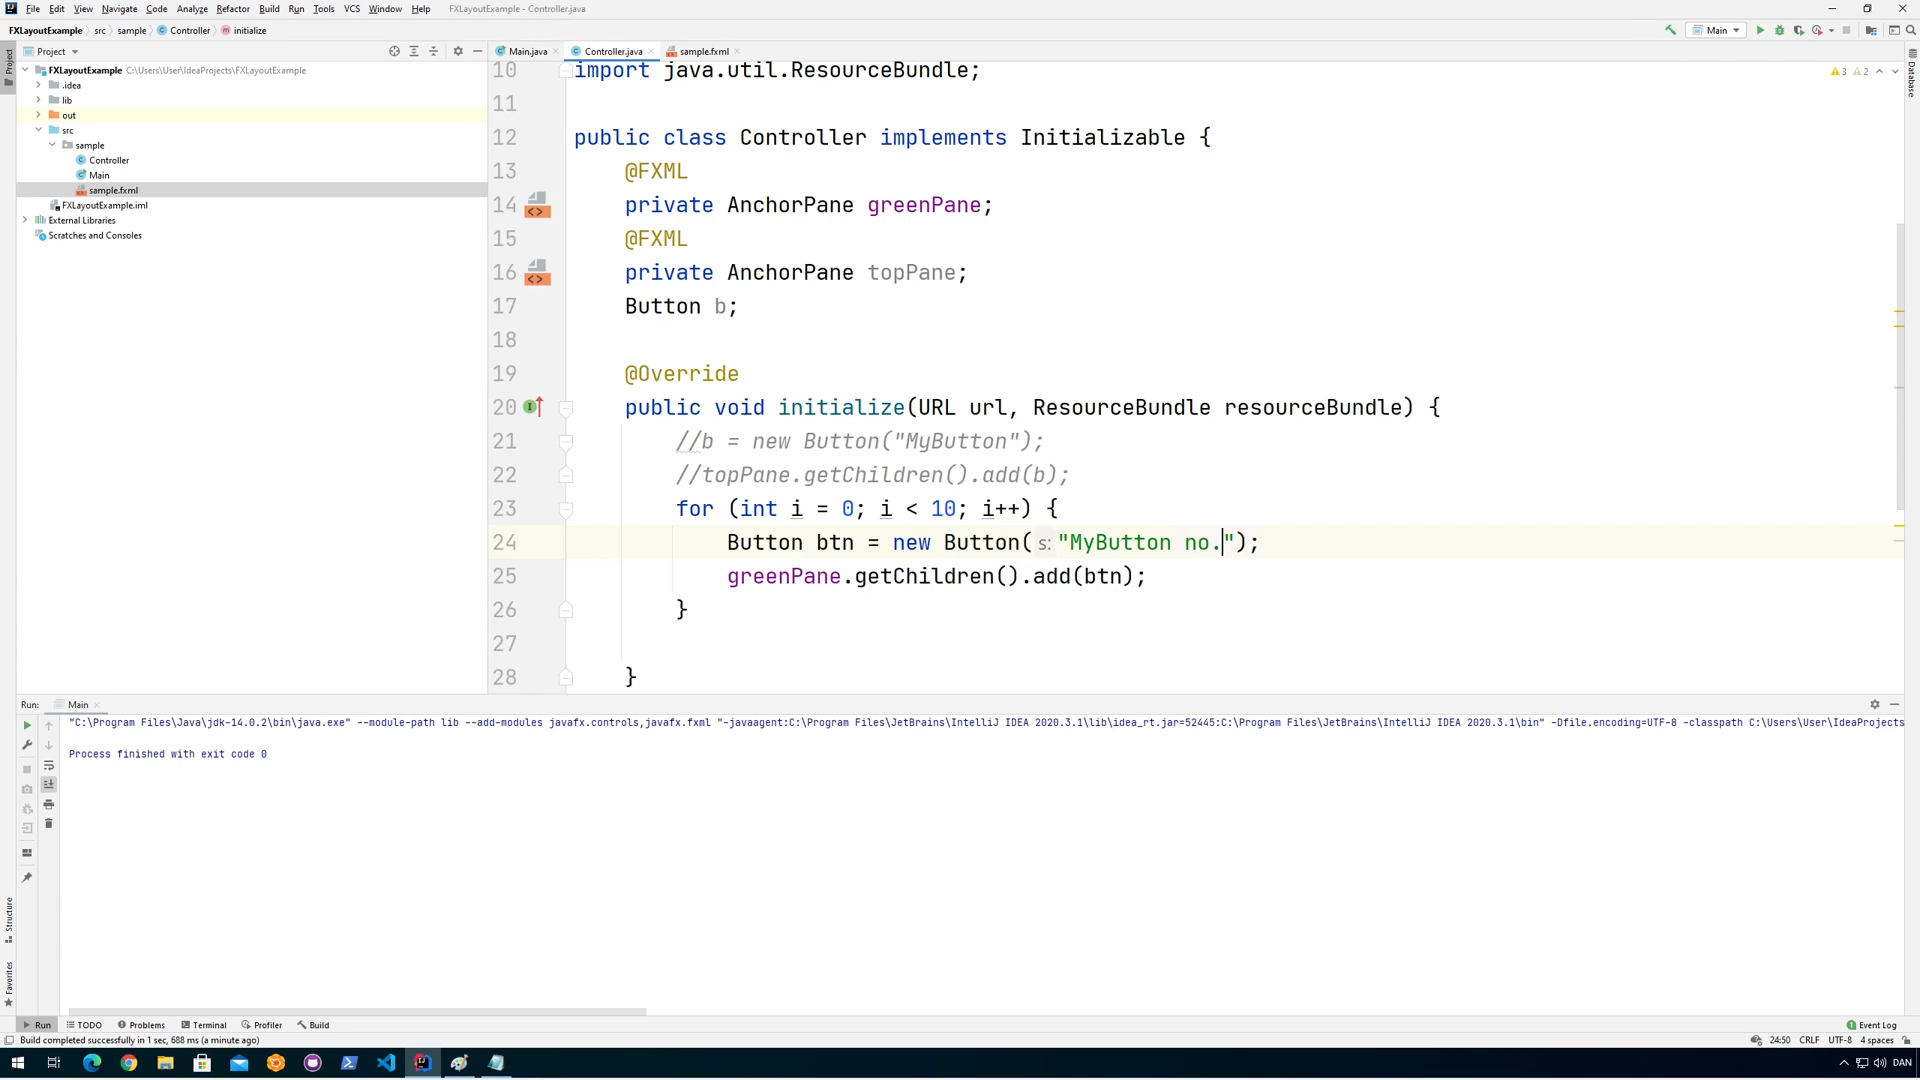 File Edit View Navigate Code Analyze Refactor Build Run Tools VCS Window Help FXLayoutExample - Controller.java
FXLayoutExample src sample Controller initialize
Main
Project
Main.java Controller.java sample.fxml
FXLayoutExample C:\Users\User\IdeaProjects\FXLayoutExample
.idea
lib
out
src
sample
Controller
Main
sample.fxml
FXLayoutExample.iml
External Libraries
Scratches and Consoles
Project
Structure
Favorites
Database
3 2
10 import java.util.ResourceBundle;
11
12 public class Controller implements Initializable {
13 @FXML
14 private AnchorPane greenPane;
15 @FXML
16 private AnchorPane topPane;
17 Button b;
18
19 @Override
20 public void initialize(URL url, ResourceBundle resourceBundle) {
21 //b = new Button("MyButton");
22 //topPane.getChildren().add(b);
23 for (int i = 0; i < 10; i++) {
24 Button btn = new Button( s: "MyButton no.");
25 greenPane.getChildren().add(btn);
26 }
27
28 }
Run: Main
"C:\Program Files\Java\jdk-14.0.2\bin\java.exe" --module-path lib --add-modules javafx.controls,javafx.fxml "-javaagent:C:\Program Files\JetBrains\IntelliJ IDEA 2020.3.1\lib\idea_rt.jar=52445:C:\Program Files\JetBrains\IntelliJ IDEA 2020.3.1\bin" -Dfile.encoding=UTF-8 -classpath C:\Users\User\IdeaProjects
Process finished with exit code 0
Run TODO Problems Terminal Profiler Build
1 Event Log
Build completed successfully in 1 sec, 688 ms (a minute ago)
24:50 CRLF UTF-8 4 spaces
DAN